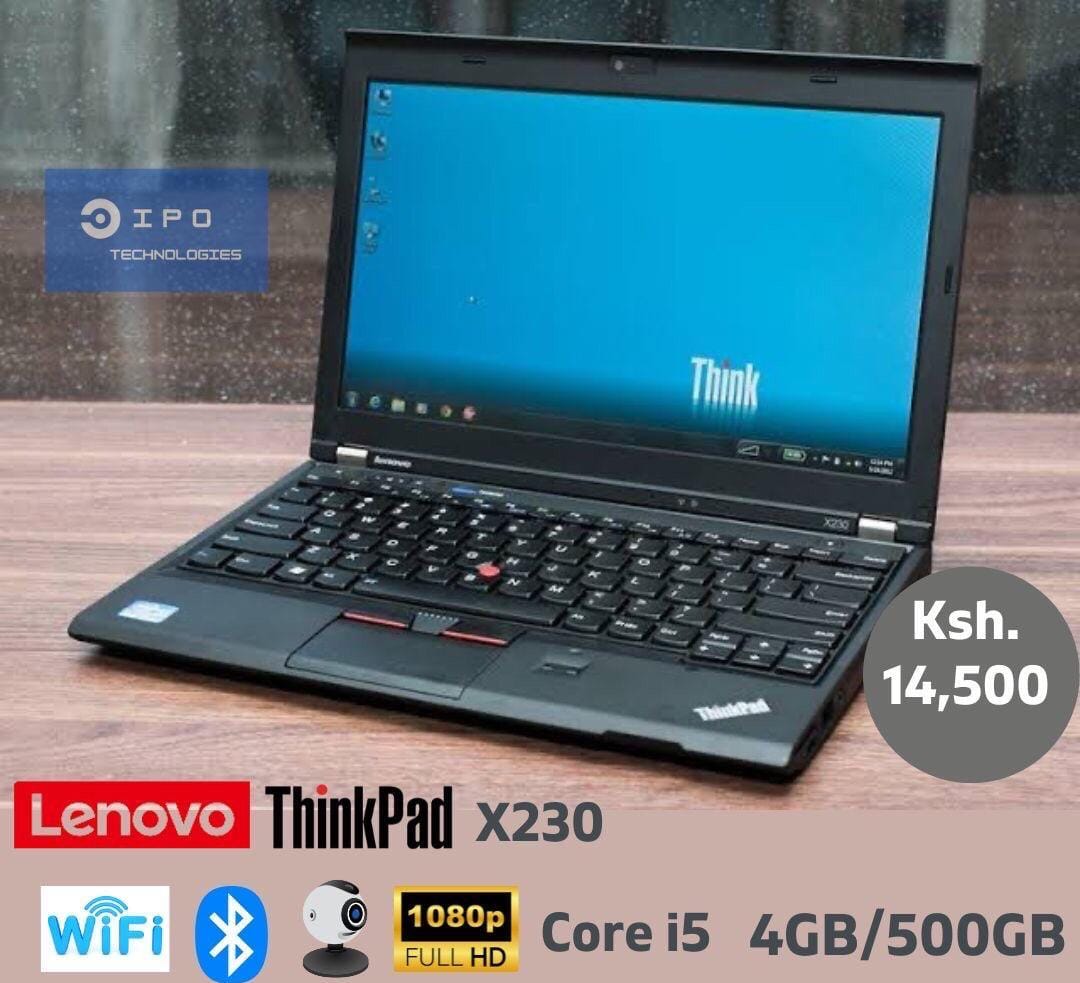 IPO
TECHNOLOGIES
Think
lenovo
X230
ThinkPad
Ksh.
14,500
Lenovo ThinkPad X230
WiFi
1080p
FULL HD
Core i5 4GB/500GB